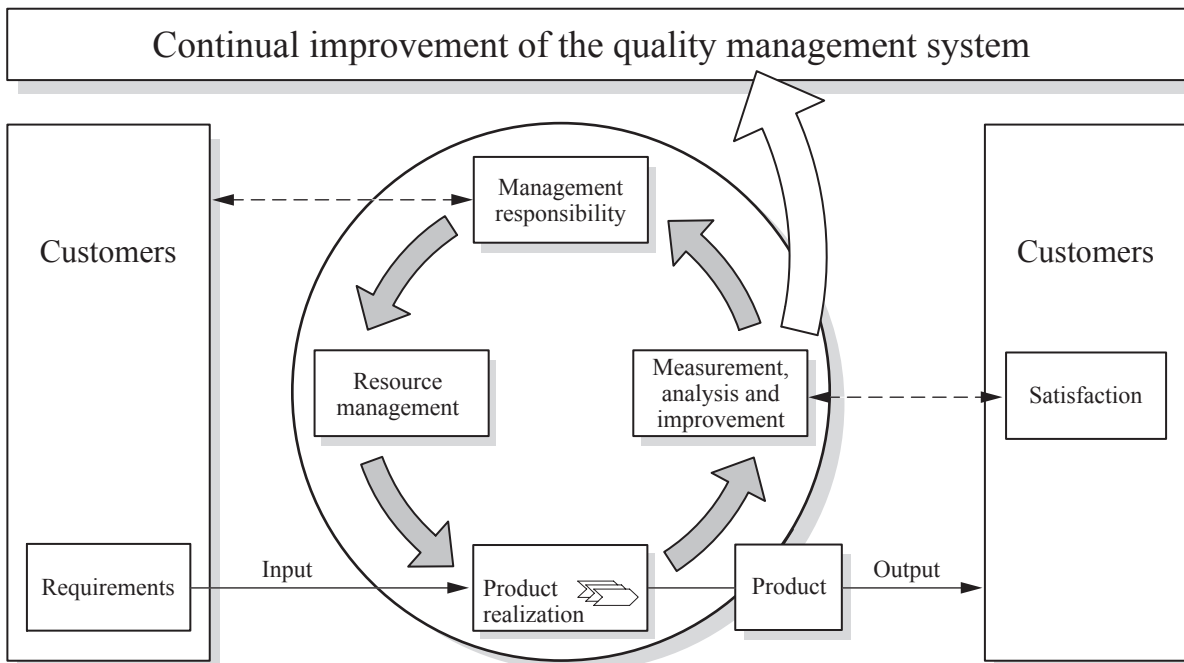 Continual improvement of the quality management system
Customers
Requirements
Input
Management
responsibility
Resource
management
Measurement,
analysis and
improvement
Product
realization
Product
Output
Customers
Satisfaction